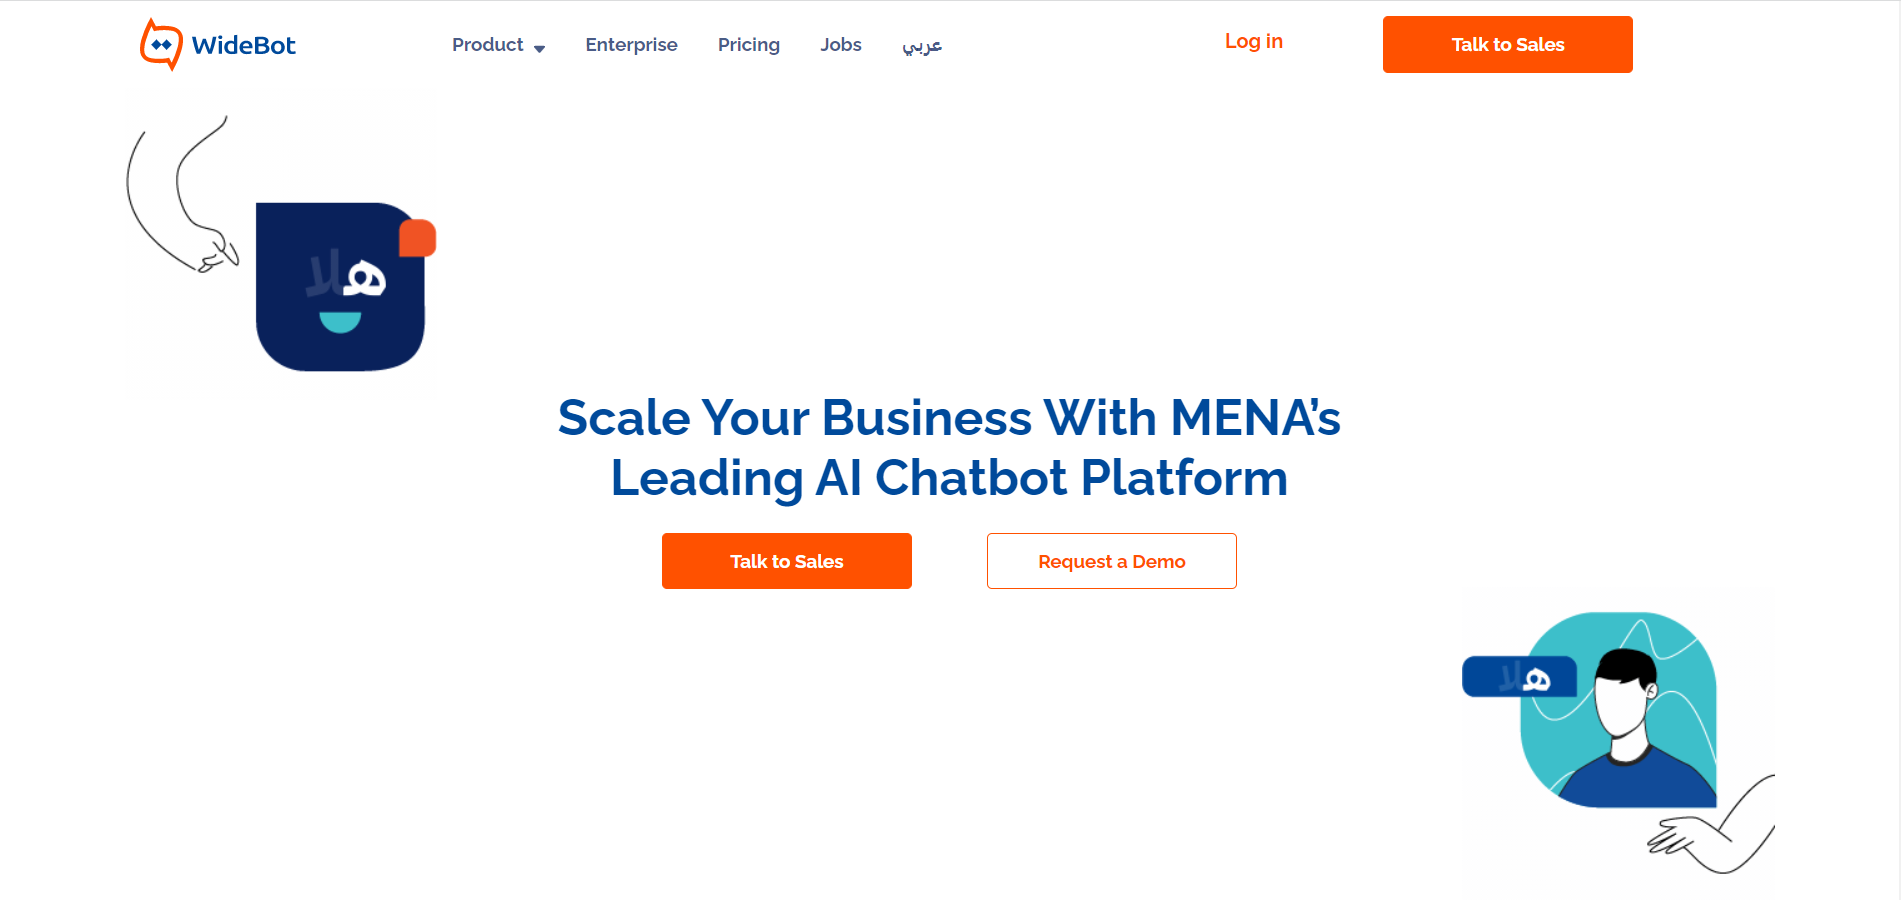 WideBot
Product
Enterprise
Pricing
Jobs
عربي
Log in
Talk to Sales
هلا
Scale Your Business With MENA’s
Leading AI Chatbot Platform
Talk to Sales
Request a Demo
هلا